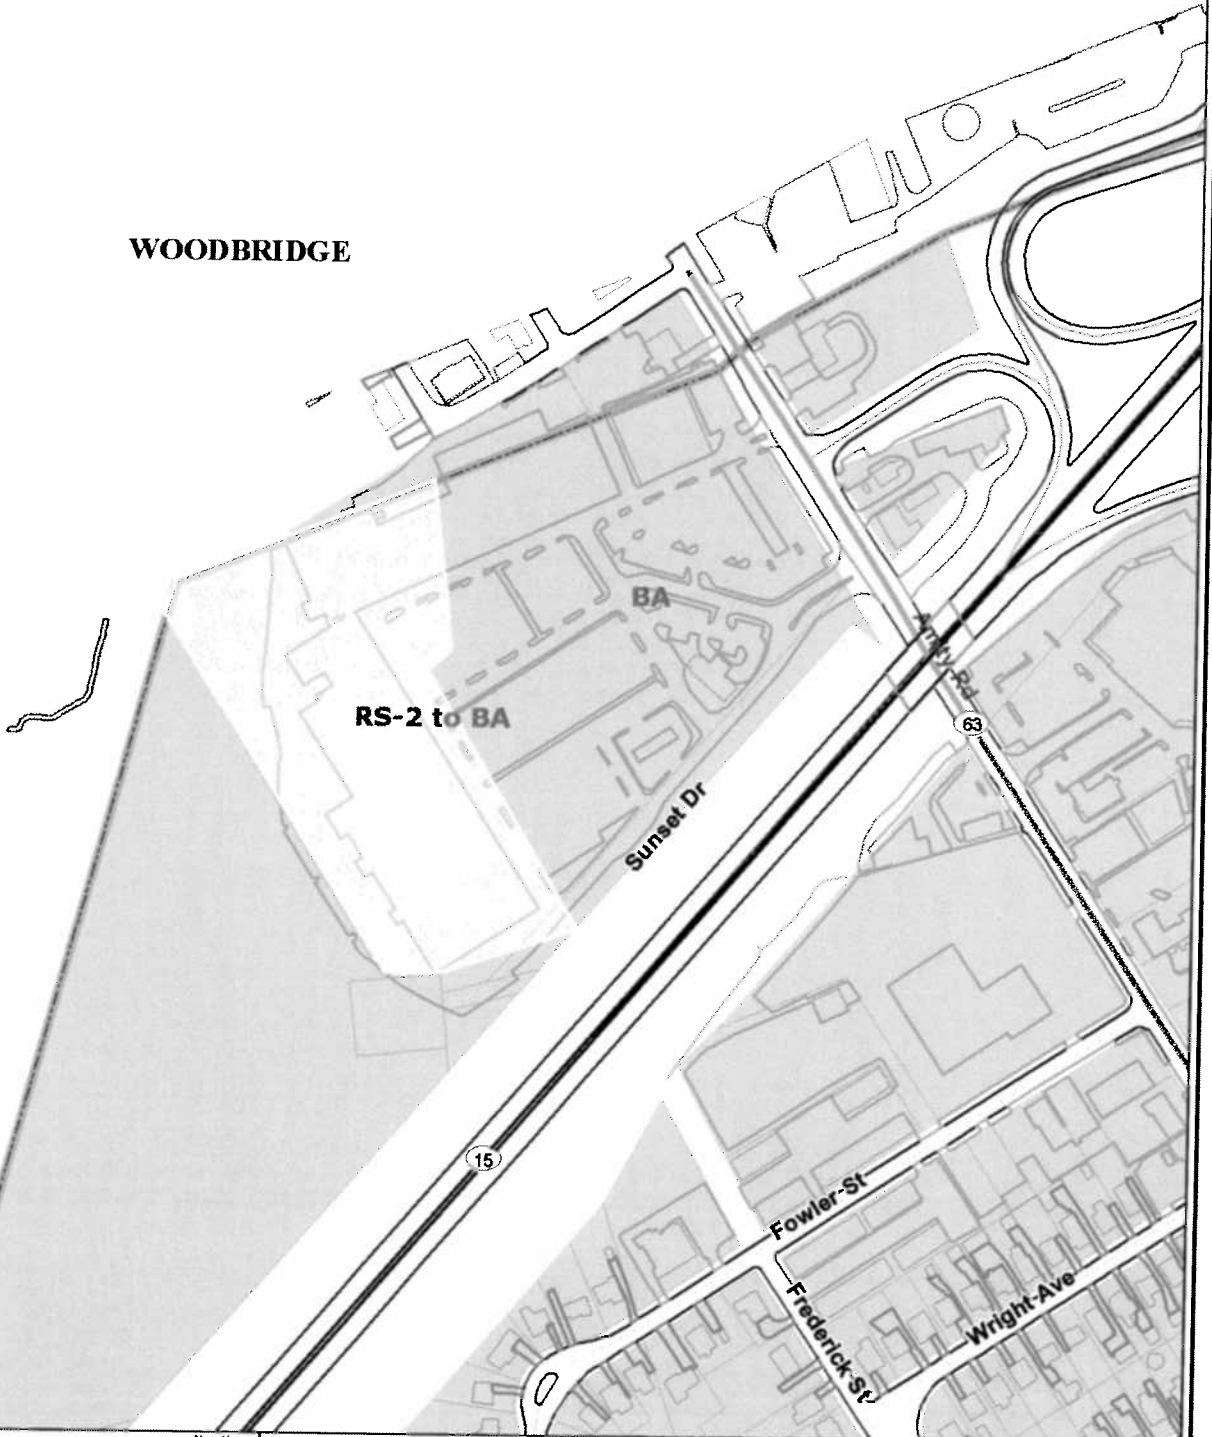 WOODBRIDGE
BA
Amity Rd
RS-2 to BA
63
Sunset Dr
15
Fowler St
Frederick St
Wright Ave